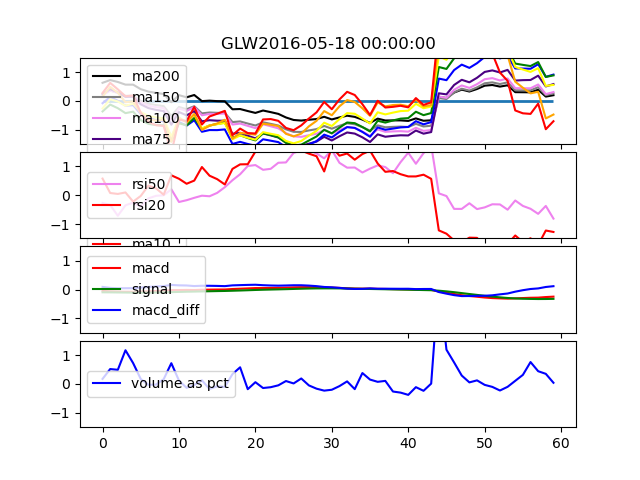 GLW2016-05-18 00:00:00
1
0
−1
ma200
ma150
ma100
ma75
1
0
−1
rsi50
rsi20
ma10
1
0
−1
macd
signal
macd_diff
1
0
−1
volume as pct
0 10 20 30 40 50 60